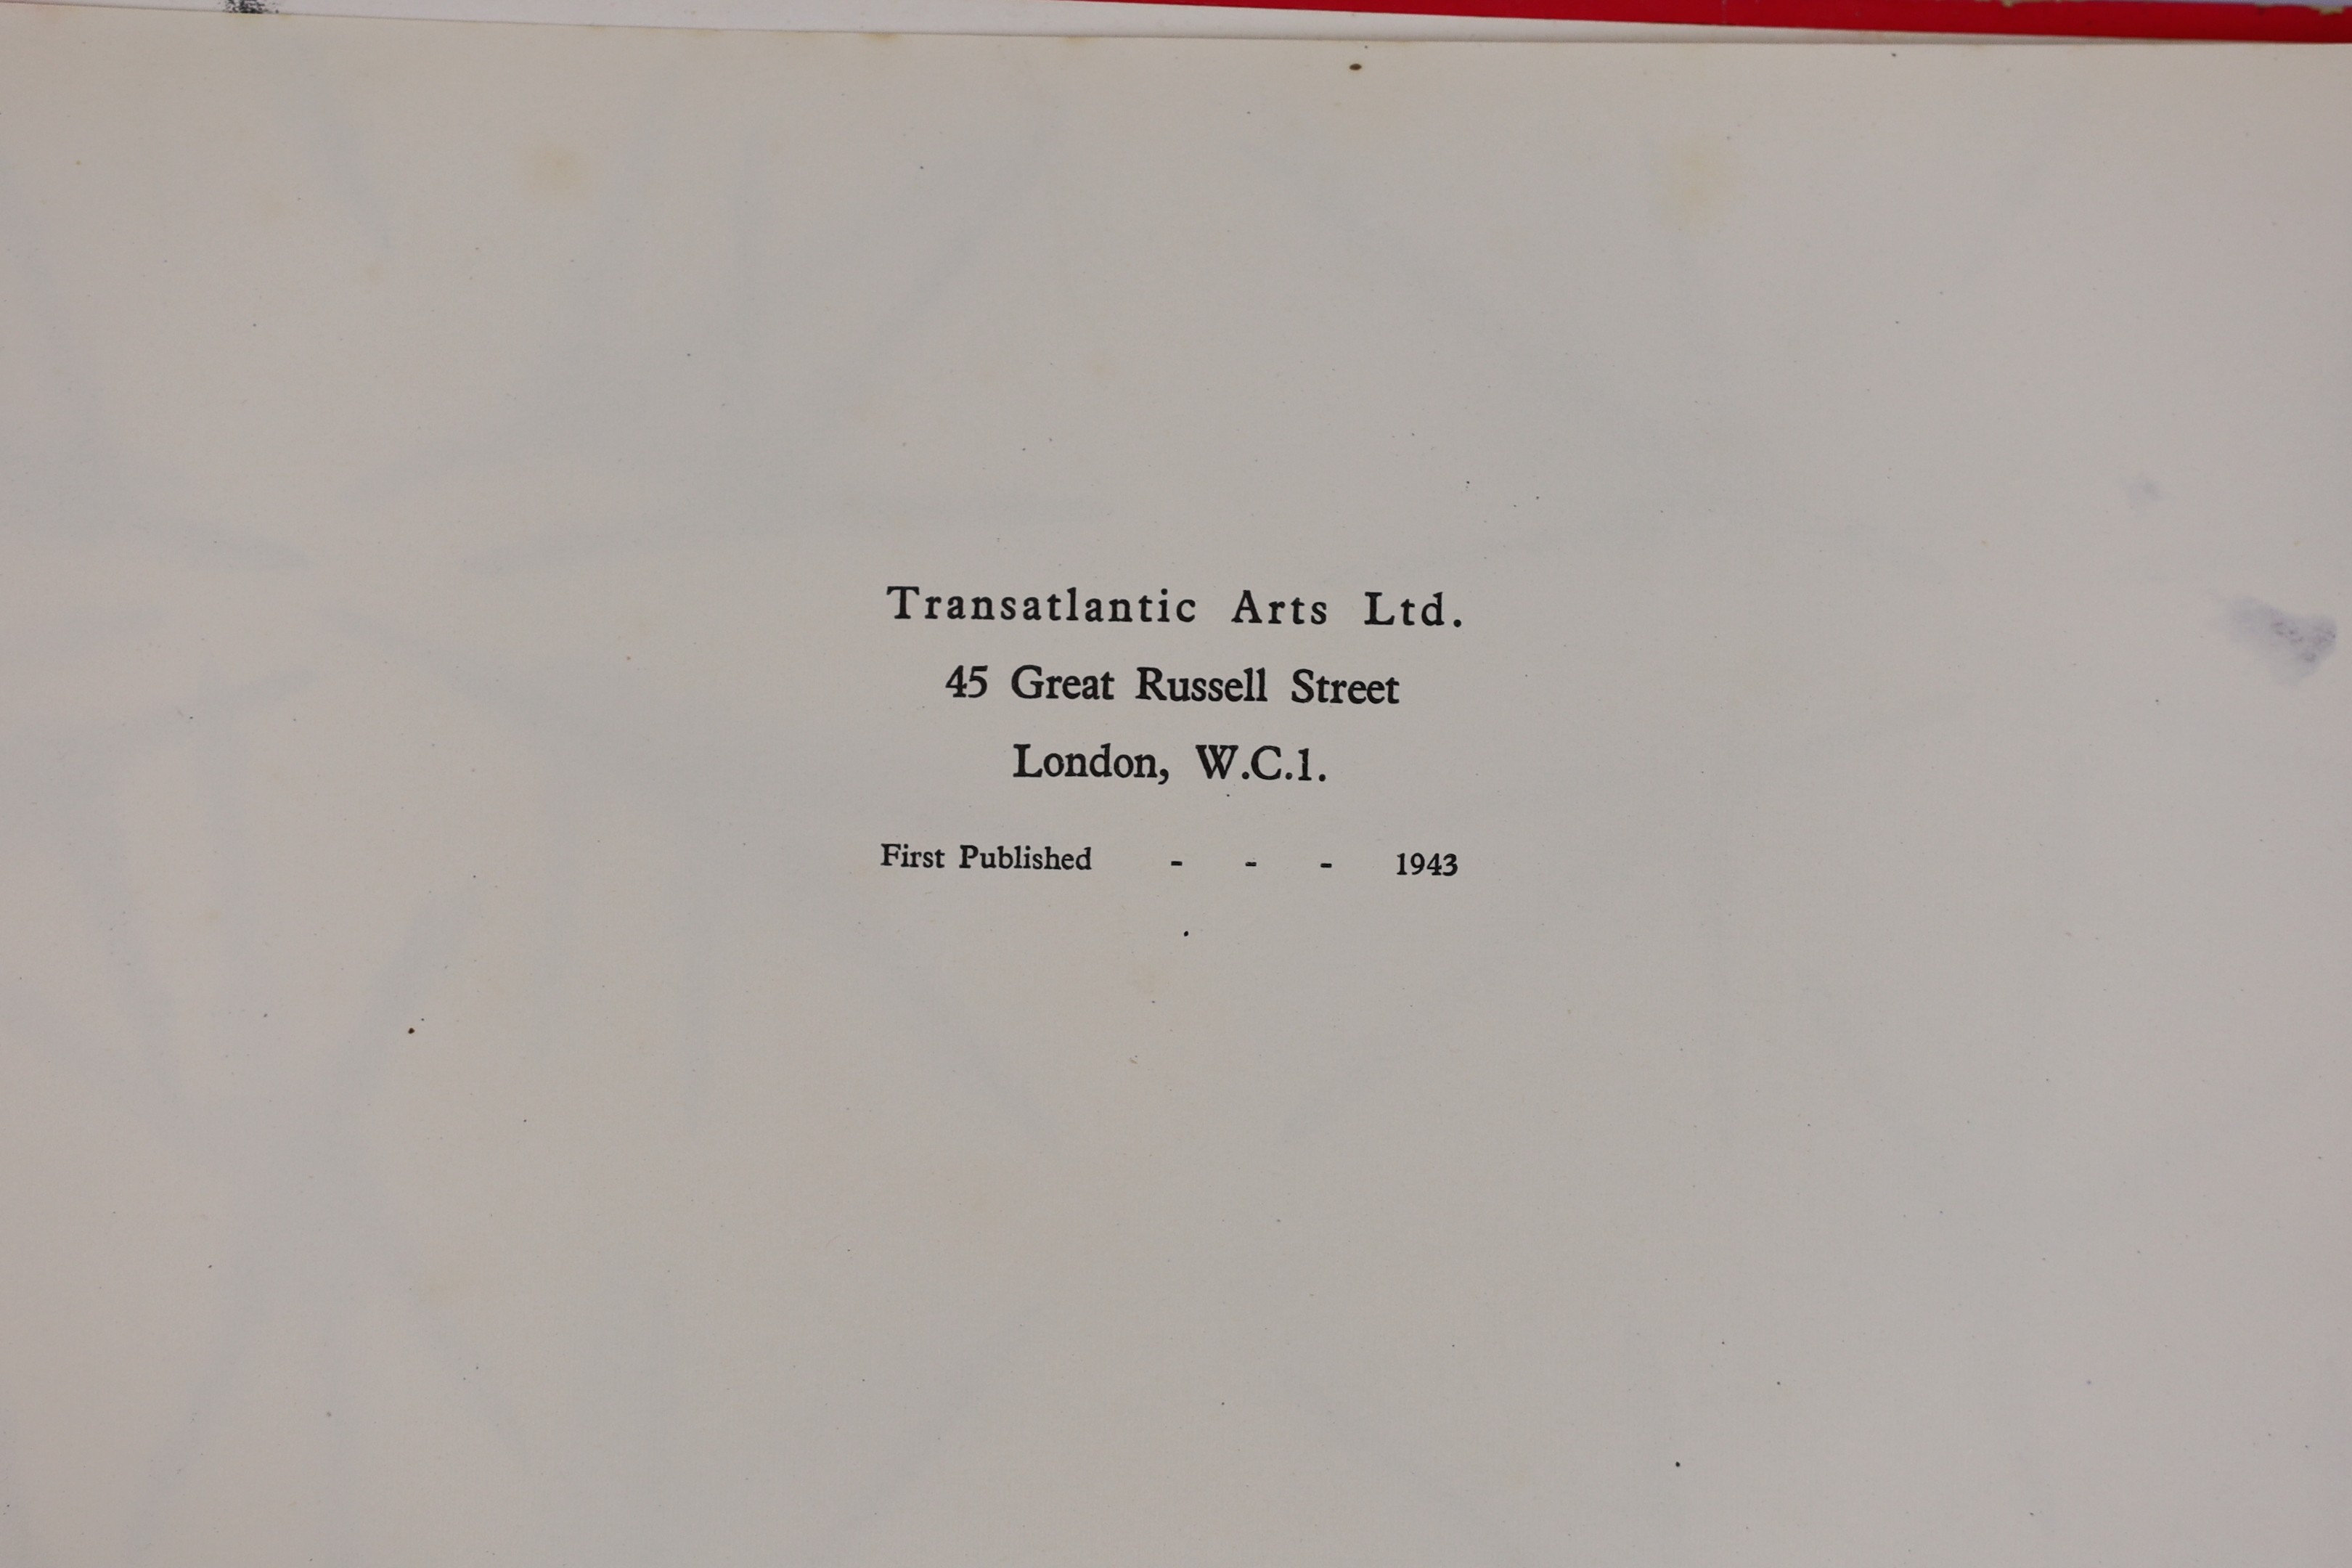 Transatlantic Arts Ltd.
45 Great Russell Street
London, W.C.1.
First Published - - - 1943